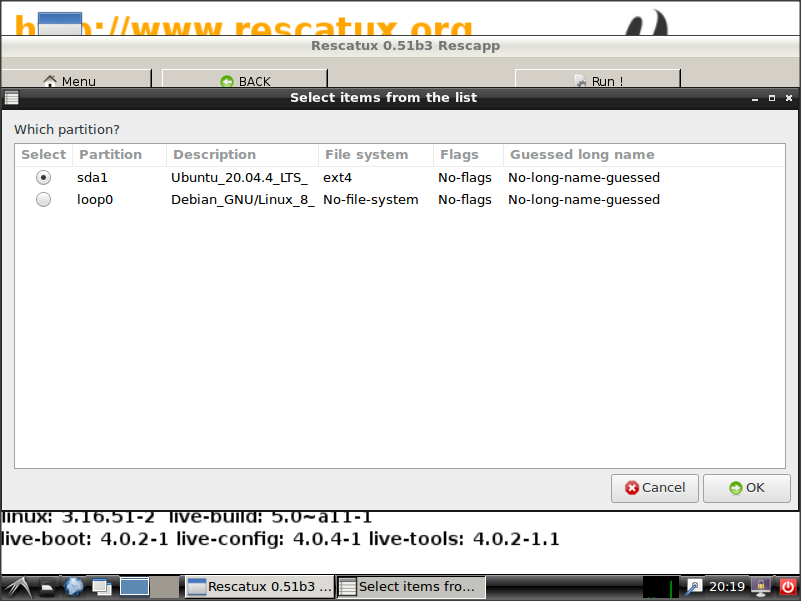 http://www.rescatux.org
Rescatux 0.51b3 Rescapp
Menu BACK Run !
Select items from the list
Which partition?
Select Partition Description File system Flags Guessed long name
sda1 Ubuntu_20.04.4_LTS_ ext4 No-flags No-long-name-guessed
loop0 Debian_GNU/Linux_8_ No-file-system No-flags No-long-name-guessed
Cancel OK
linux: 3.16.51-2 live-build: 5.0~a11-1
live-boot: 4.0.2-1 live-config: 4.0.4-1 live-tools: 4.0.2-1.1
Rescatux 0.51b3 ... Select items fro... 20:19